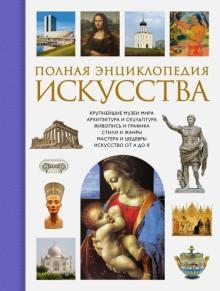 ПОЛНАЯ ЭНЦИКЛОПЕДИЯ
ИСКУССТВА
КРУПНЕЙШИЕ МУЗЕИ МИРА
АРХИТЕКТУРА И СКУЛЬПТУРА
ЖИВОПИСЬ И ГРАФИКА
СТИЛИ И ЖАНРЫ
МАСТЕРА И ШЕДЕВРЫ
ИСКУССТВО ОТ А ДО Я